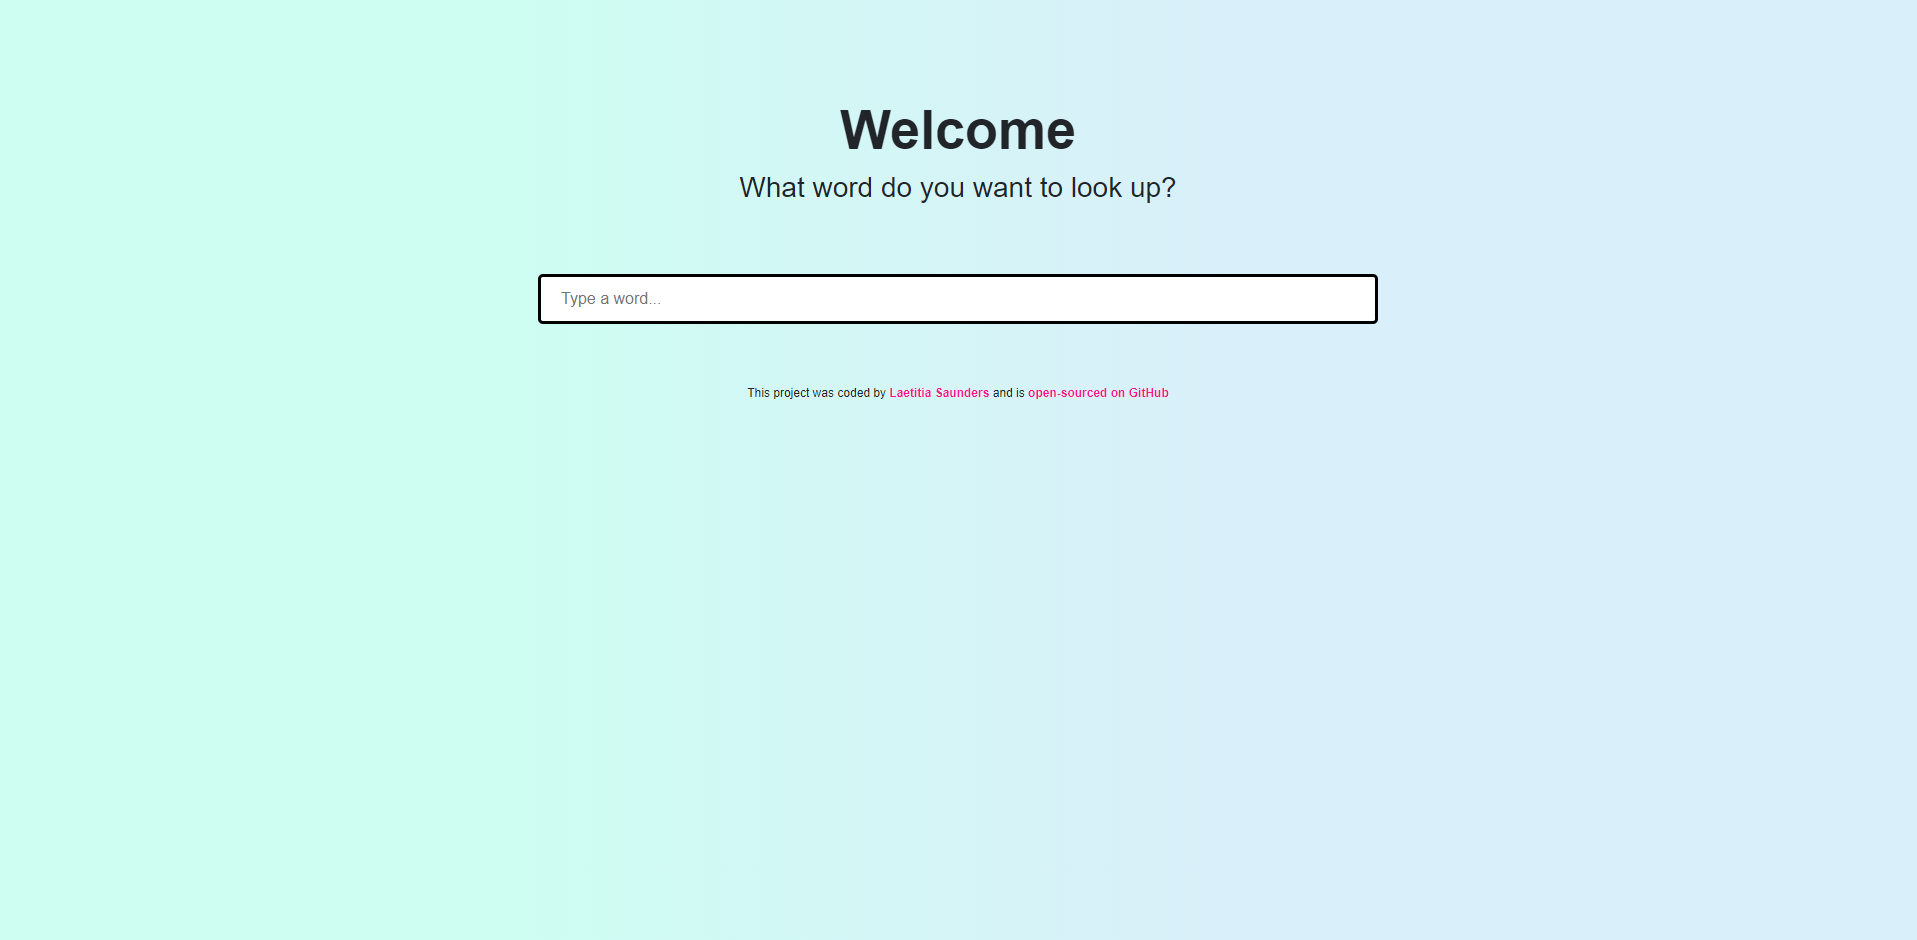 Welcome
What word do you want to look up?
Type a word...
This project was coded by Laetitia Saunders and is open-sourced on GitHub